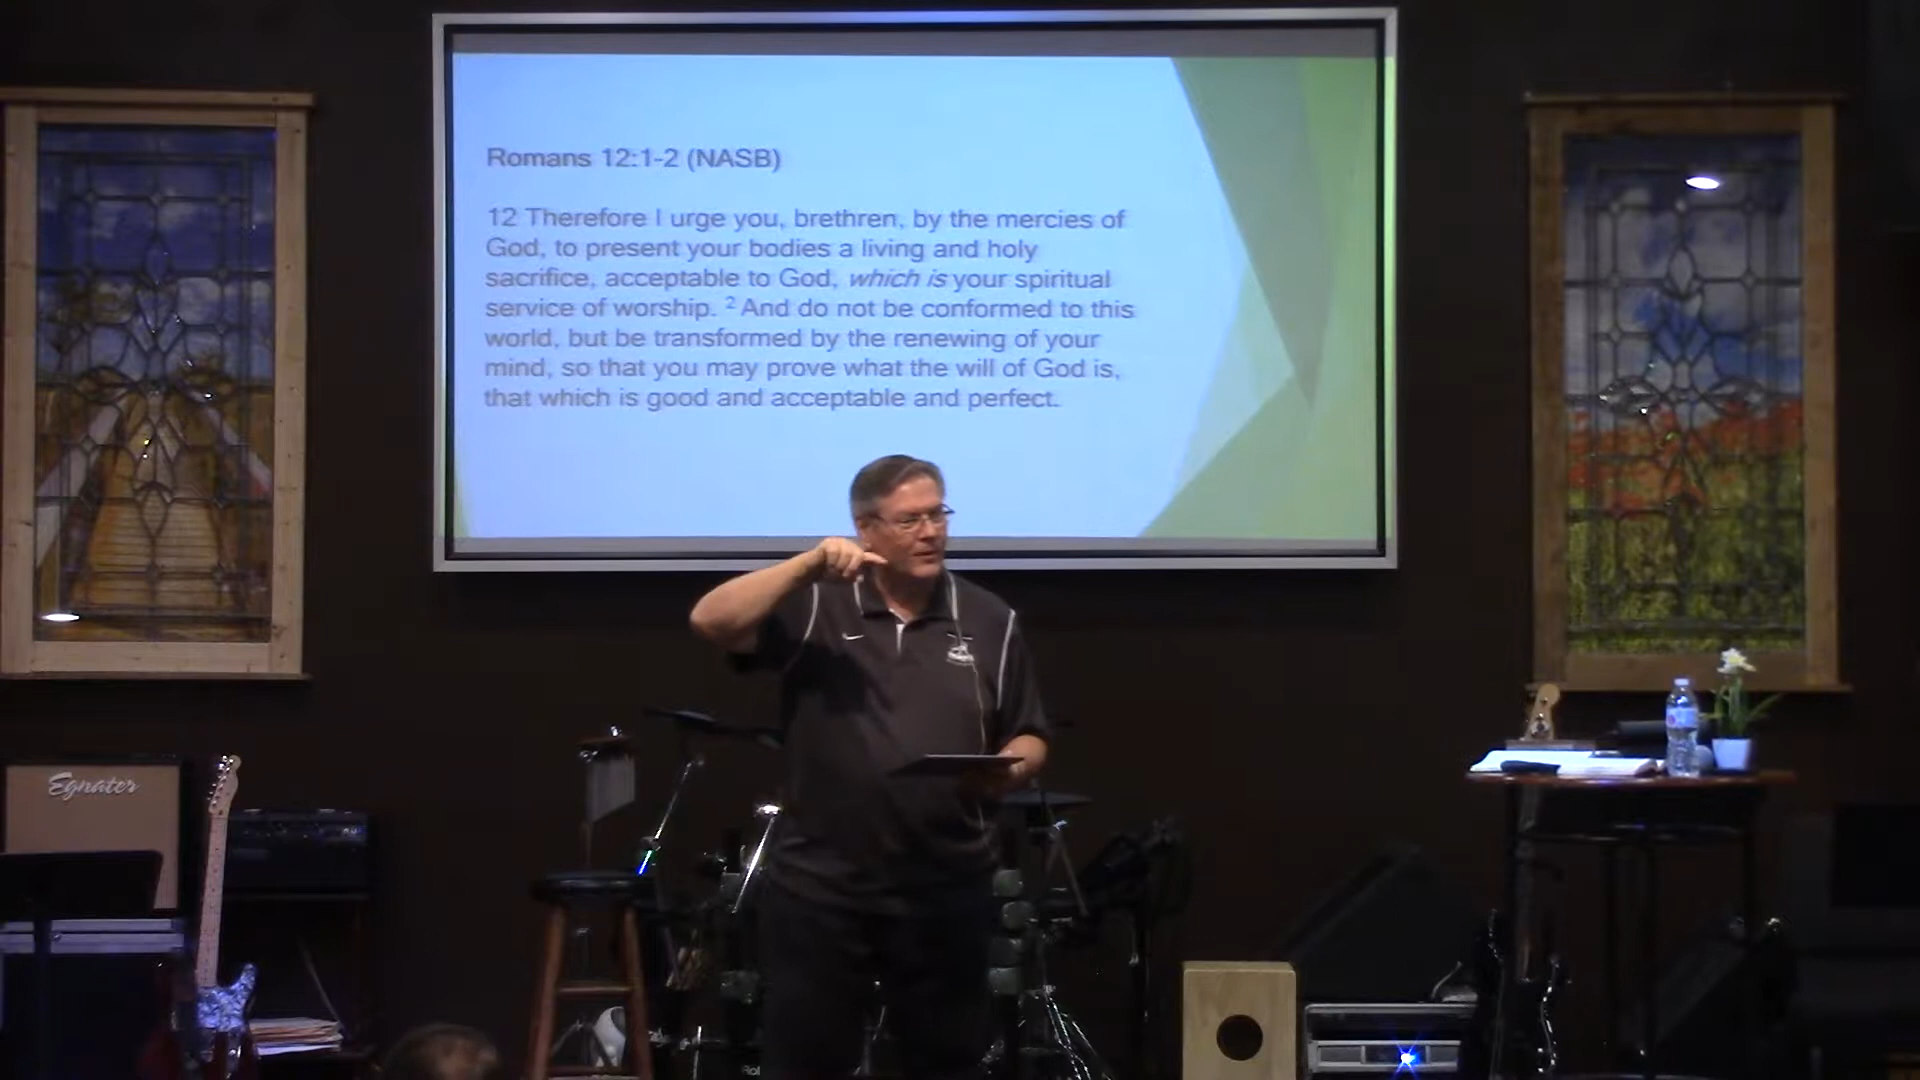 Romans 12:1-2 (NASB)
12 Therefore I urge you, brethren, by the mercies of
God, to present your bodies a living and holy
sacrifice, acceptable to God, which is your spiritual
service of worship. 2 And do not be conformed to this
world, but be transformed by the renewing of your
mind, so that you may prove what the will of God is,
that which is good and acceptable and perfect.
Egnater